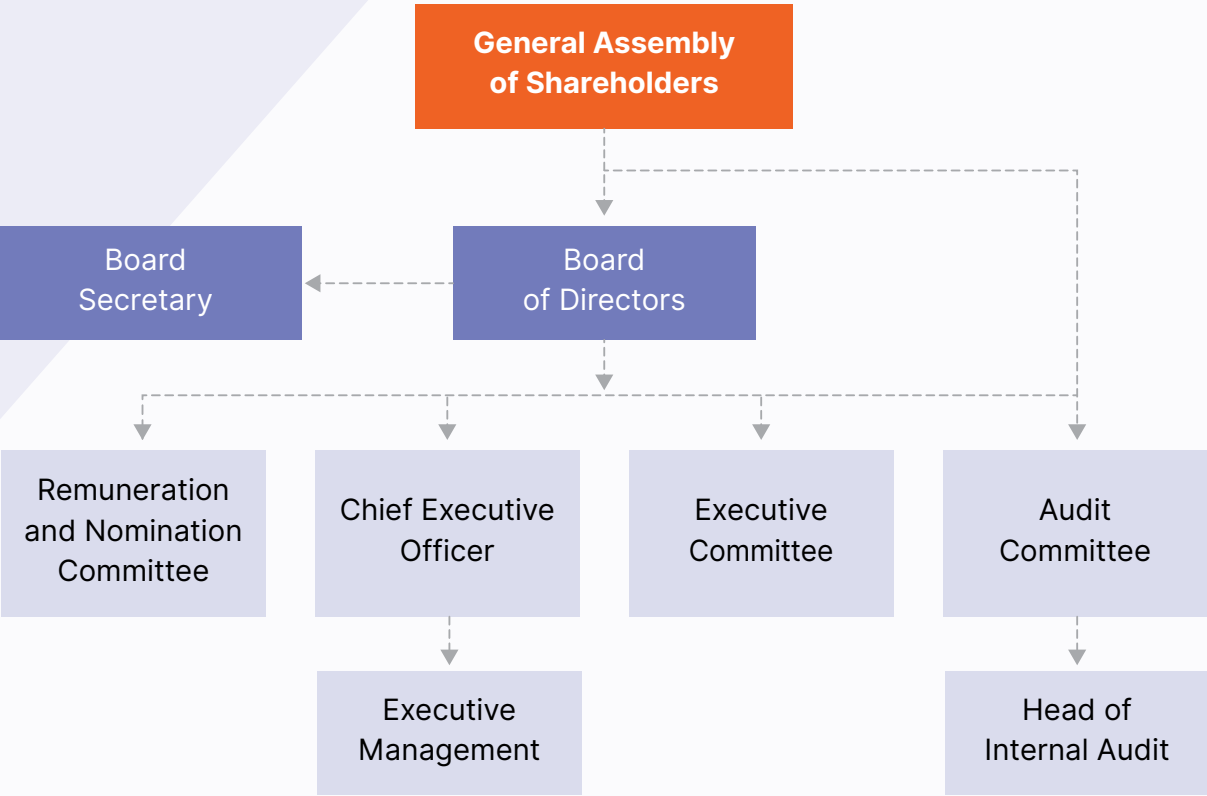 General Assembly
of Shareholders
Board
Secretary
Board
of Directors
Remuneration
and Nomination
Committee
Chief Executive
Officer
Executive
Committee
Audit
Committee
Executive
Management
Head of
Internal Audit